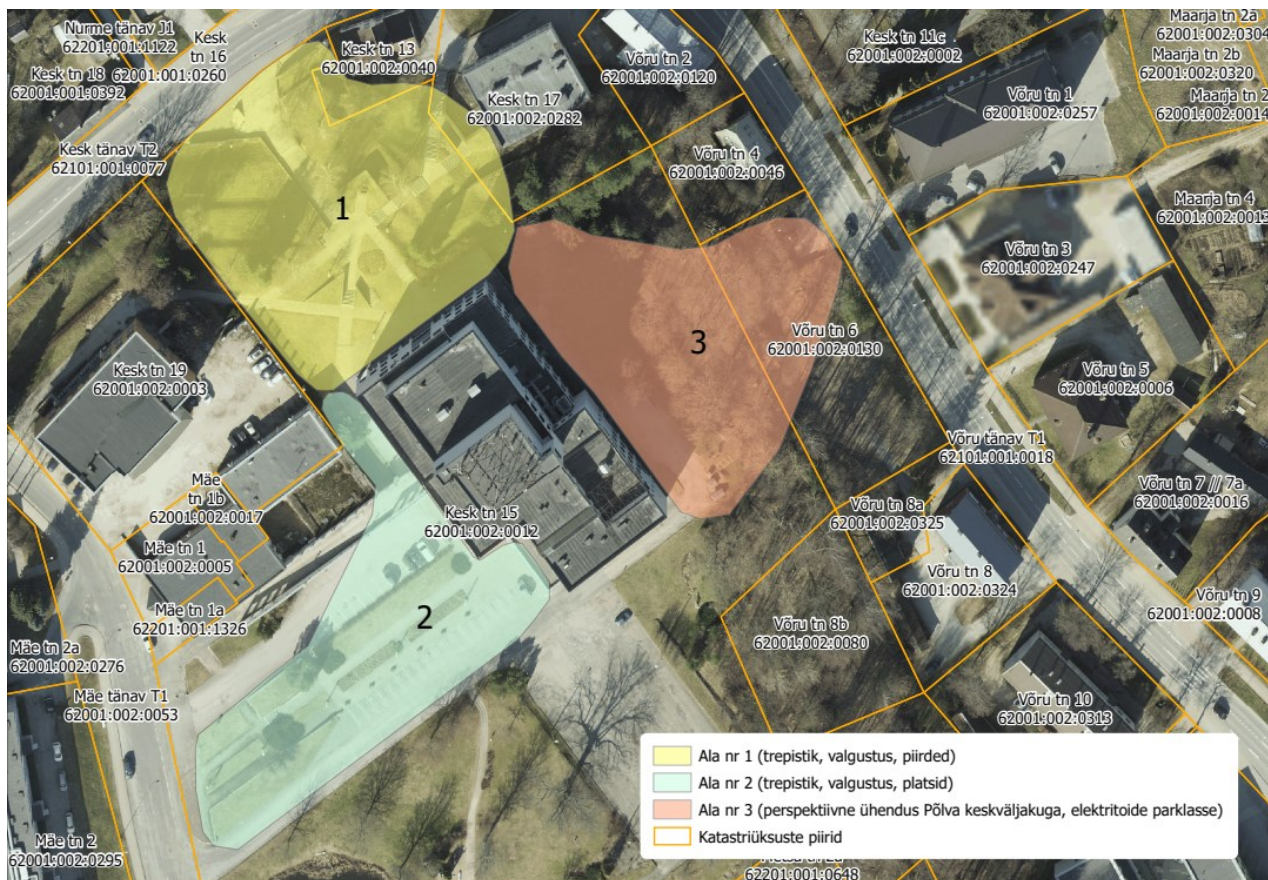 Nurme tänav J1
62201:001:1122
Kesk
tn 16
62001:001:0260
Kesk tn 18
62001:001:0392
Kesk tänav T2
62101:001:0077
Kesk tn 13
62001:002:0040
Kesk tn 17
62001:002:0282
Võru tn 2
62001:002:0120
Kesk tn 11c
62001:002:0002
Maarja tn 2a
62001:002:0304
Maarja tn 2b
62001:002:0320
Maarja tn 2
62001:002:014
Võru tn 1
62001:002:0257
Võru tn 4
62001:002:0046
Maarja tn 4
62001:002:0013
Võru tn 3
62001:002:0247
1
3
Võru tn 6
62001:002:0130
Võru tn 5
62001:002:0006
Kesk tn 19
62001:002:0003
Võru tänav T1
62101:001:0018
Võru tn 7 // 7a
62001:002:0016
Mäe
tn 1b
62001:002:0017
Kesk tn 15
62001:002:0012
Võru tn 8a
62001:002:0325
Mäe tn 1
62001:002:0005
Võru tn 8
62001:002:0324
Mäe tn 1a
62201:001:1326
2
Võru tn 9
62001:002:0008
Võru tn 8b
62001:002:0080
Mäe tn 2a
62001:002:0276
Mäe tänav T1
62001:002:0053
Võru tn 10
62001:002:0313
Ala nr 1 (trepistik, valgustus, piirded)
Ala nr 2 (trepistik, valgustus, platsid)
Ala nr 3 (perspektiivne ühendus Põlva keskväljakuga, elektritoide parklasse)
Katastriüksuste piirid
Mäe tn 2
62001:002:0295
62201:001:0648